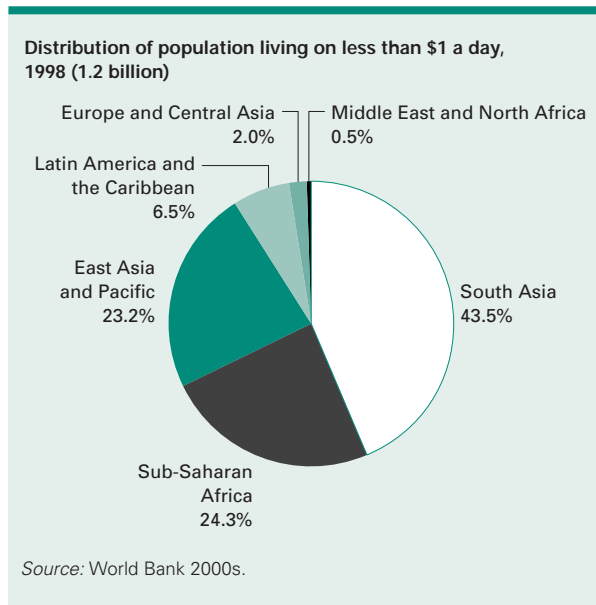 Distribution of population living on less than $1 a day,
1998 (1.2 billion)
Europe and Central Asia
2.0%
Middle East and North Africa
0.5%
Latin America and
the Caribbean
6.5%
East Asia
and Pacific
23.2%
South Asia
43.5%
Sub-Saharan
Africa
24.3%
Source: World Bank 2000s.